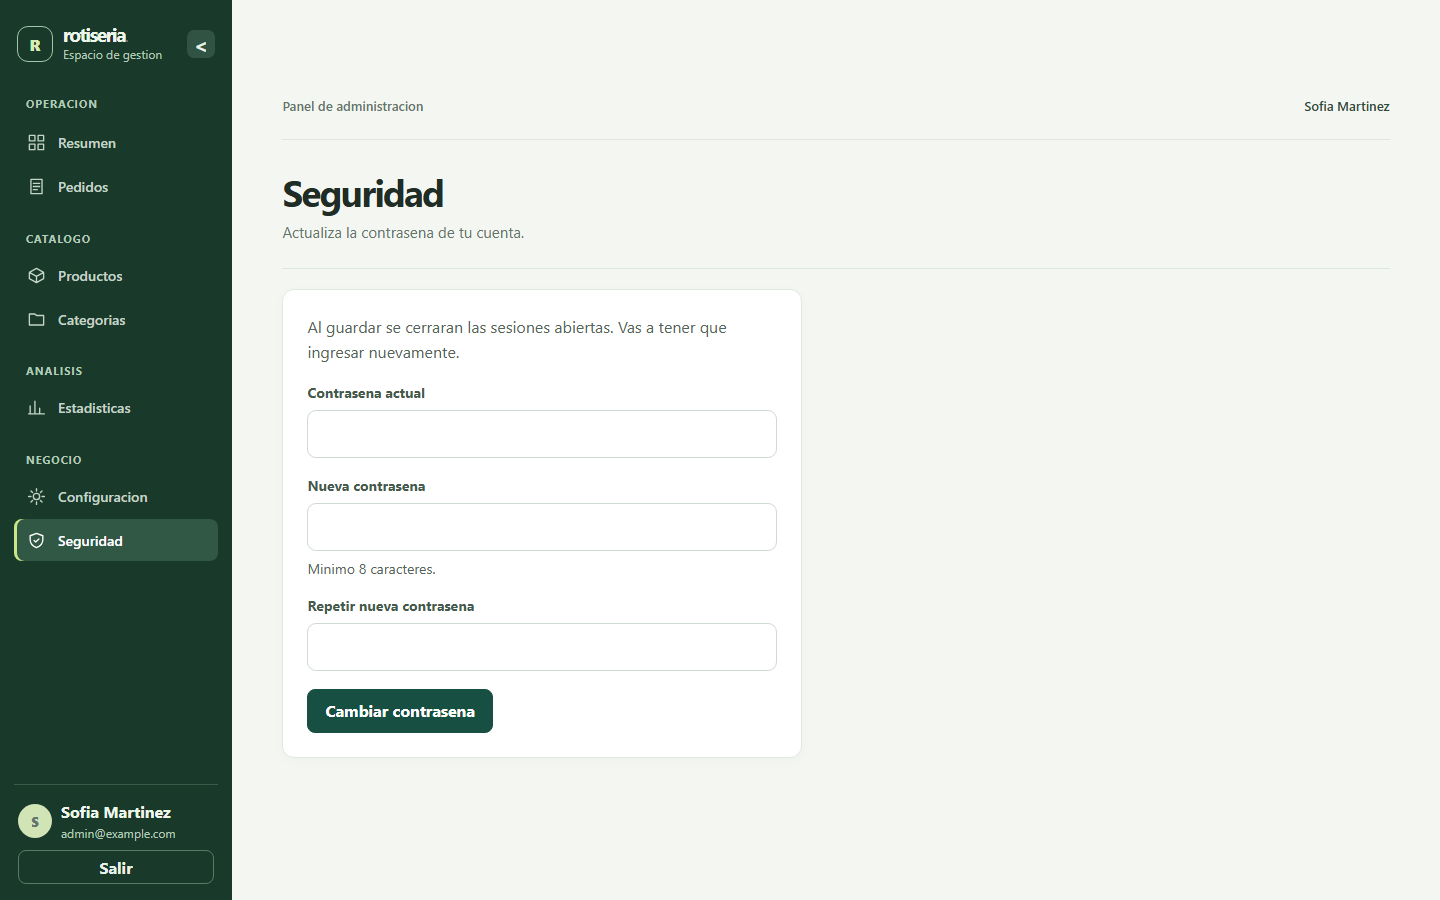 R
rotiseria
Espacio de gestion
<
OPERACION
Resumen
Pedidos
CATALOGO
Productos
Categorias
ANALISIS
Estadisticas
NEGOCIO
Configuracion
Seguridad
S
Sofia Martinez
admin@example.com
Salir
Panel de administracion
Sofia Martinez
Seguridad
Actualiza la contrasena de tu cuenta.
Al guardar se cerraran las sesiones abiertas. Vas a tener que
ingresar nuevamente.
Contrasena actual
Nueva contrasena
Minimo 8 caracteres.
Repetir nueva contrasena
Cambiar contrasena